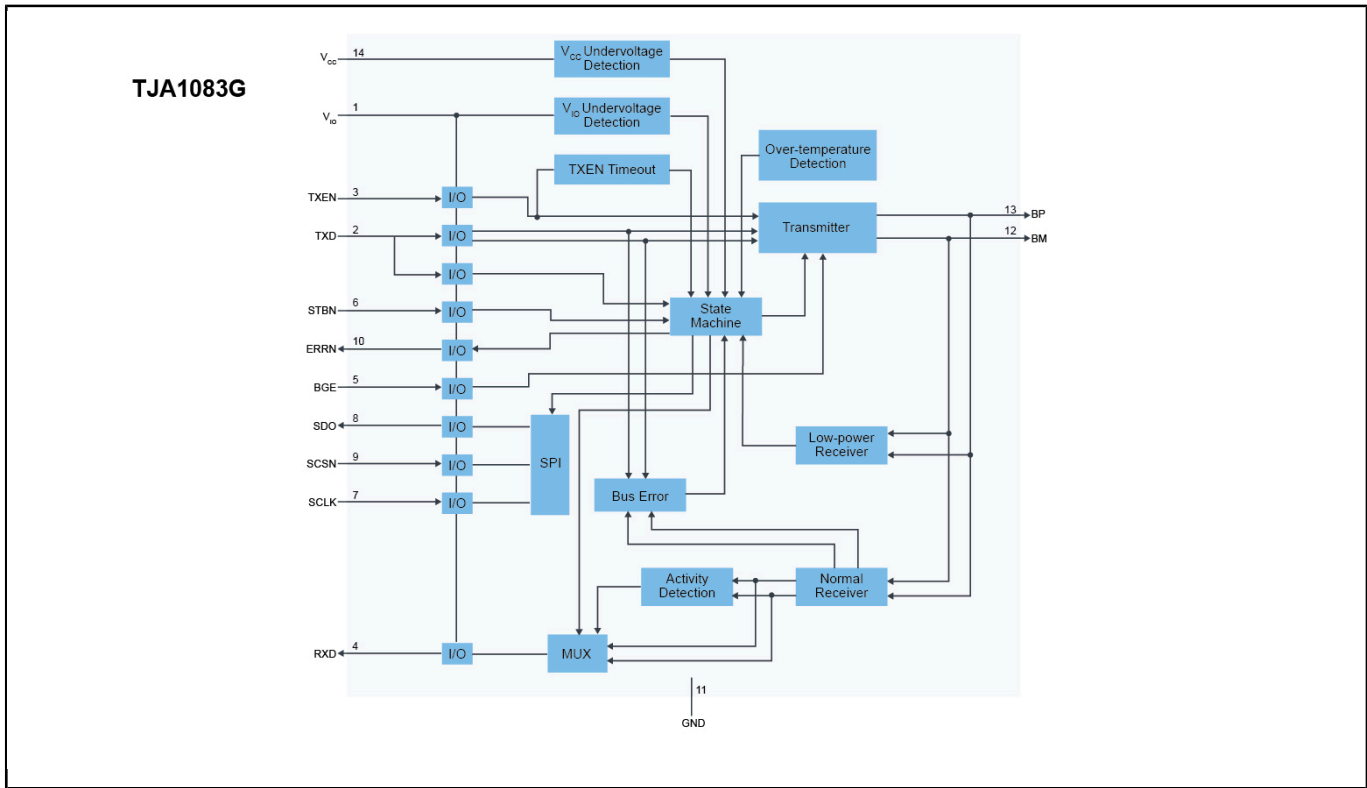 TJA1083G
VCC
14
VCC Undervoltage
Detection
VIO
1
VIO Undervoltage
Detection
Over-temperature
Detection
TXEN Timeout
TXEN
3
I/O
Transmitter
13
BP
12
BM
TXD
2
I/O
I/O
STBN
6
I/O
State
Machine
ERRN
10
I/O
BGE
5
I/O
SDO
8
I/O
SPI
Low-power
Receiver
SCSN
9
I/O
SCLK
7
I/O
Bus Error
Activity
Detection
Normal
Receiver
RXD
4
I/O
MUX
11
GND